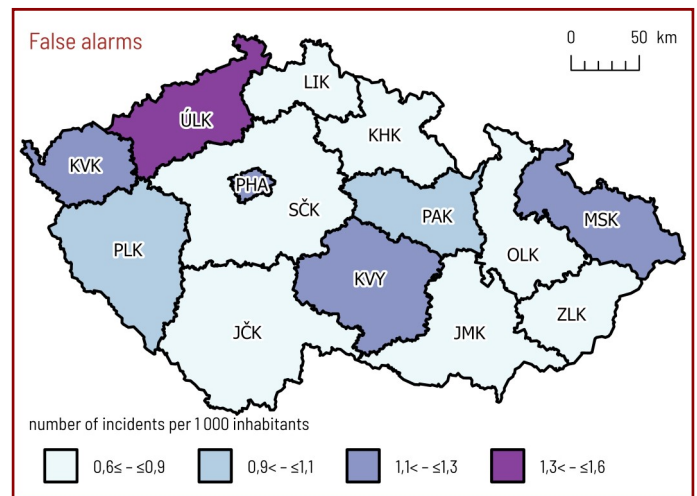 False alarms
0 50 km
LIK
ÚLK
KHK
KVK
PHA
SČK
PAK
MSK
PLK
OLK
KVY
ZLK
JČK
JMK
number of incidents per 1 000 inhabitants
0,6≤ - ≤0,9 0,9< - ≤1,1 1,1< - ≤1,3 1,3< - ≤1,6